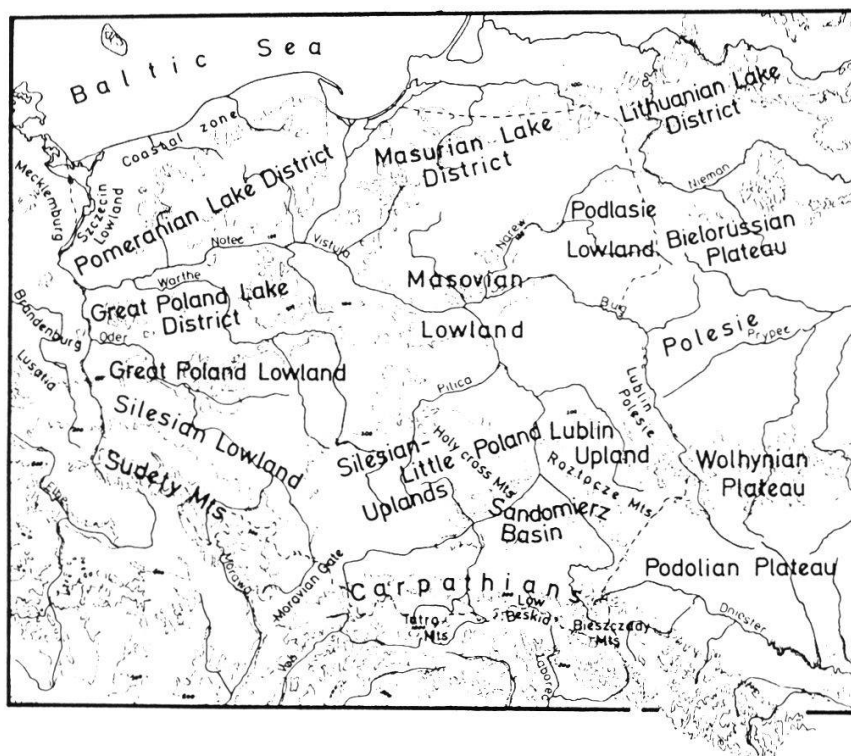 Baltic Sea
Coastal zone
Lithuanian Lake
District
Masurian Lake
District
Mecklemburg
Szczecin
Lowland
Pomeranian Lake District
Nieman
Podlasie
Lowland
Bielorussian
Plateau
Notec
Vistula
Narew
Masovian
Lowland
Warthe
Great Poland Lake
District
Brandenburg
Oder
Bug
Polesie
Prypec
Lusatia
Great Poland Lowland
Pilica
Lublin
Polesie
Silesian Lowland
Sudety Mts
Silesian-
Little
Uplands
Holy cross Mts
Poland Lublin
Upland
Roztocze Mts
Wolhynian
Plateau
Sandomierz
Basin
Morawa
Moravian Gate
Podolian Plateau
Carpathians
Low
Beskid
Tatra
Mts
Bieszczady
Mts
Dniester
Vah
Laborec